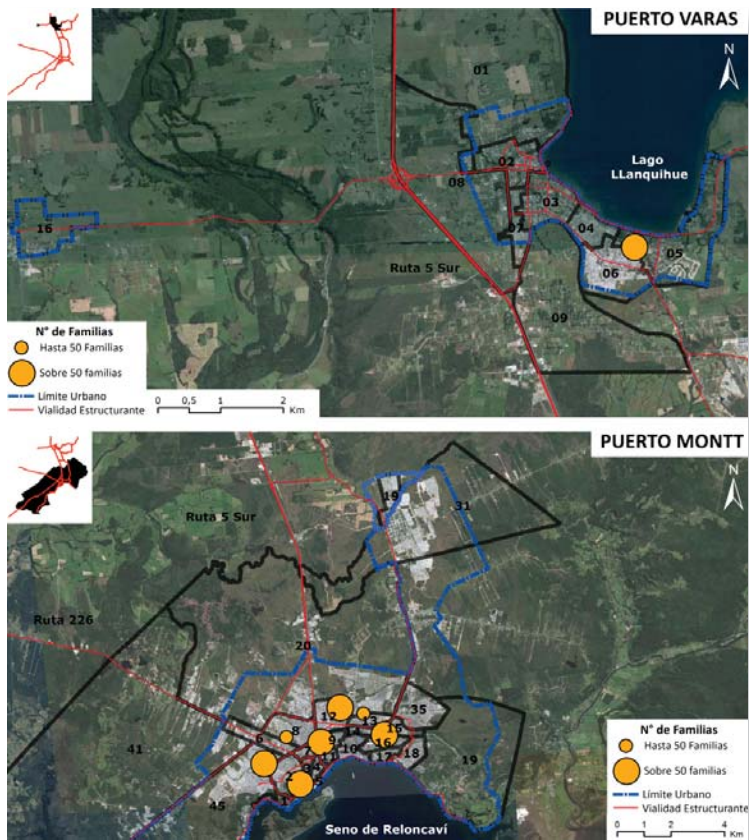 PUERTO VARAS
N
01
Lago
LLanquihue
02
08
03
16
07
04
05
06
Ruta 5 Sur
09
N° de Familias
Hasta 50 Familias
Sobre 50 familias
Límite Urbano
Vialidad Estructurante
0 0,5 1 2
Km
PUERTO MONTT
N
19
31
Ruta 5 Sur
Ruta 226
20
12
13
35
8
15
6
9
14
16
41
10
11
17
18
19
2
4
45
1
Seno de Reloncaví
N° de Familias
Hasta 50 Familias
Sobre 50 familias
Límite Urbano
Vialidad Estructurante
0 1 2 4
Km